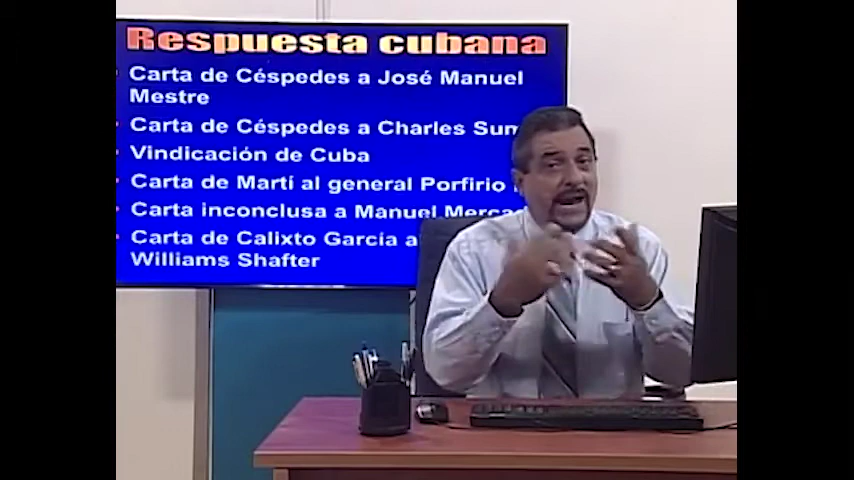 Respuesta cubana
Carta de Céspedes a José Manuel
Mestre
Carta de Céspedes a Charles
Vindicación de Cuba
Carta de Martí al general Porfirio
Carta inconclusa a Manuel
Carta de Calixto García a
Williams Shafter